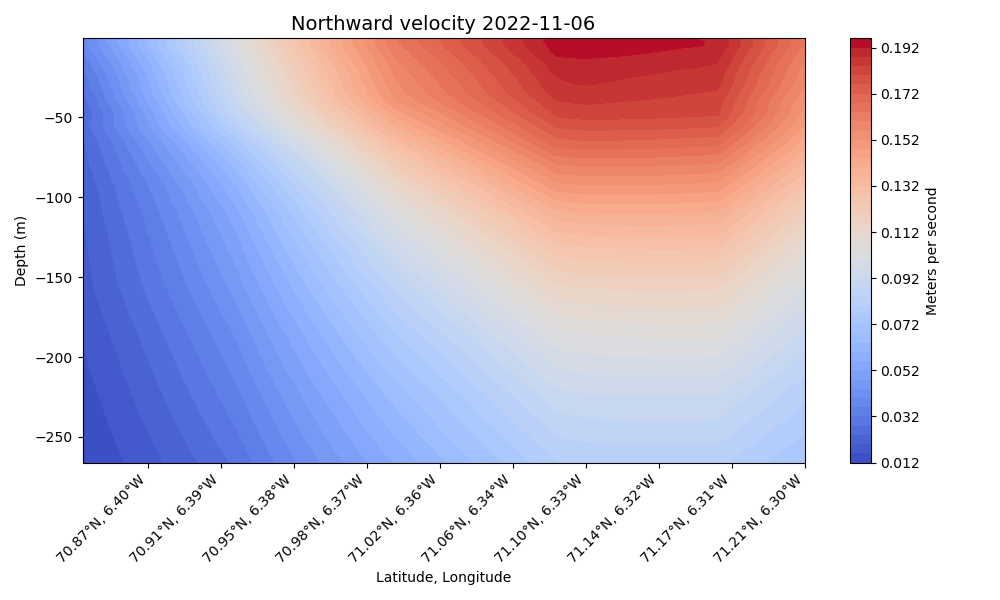 Northward velocity 2022-11-06
Depth (m)
−50
−100
−150
−200
−250
70.87°N, 6.40°W
70.91°N, 6.39°W
70.95°N, 6.38°W
70.98°N, 6.37°W
71.02°N, 6.36°W
71.06°N, 6.34°W
71.10°N, 6.33°W
71.14°N, 6.32°W
71.17°N, 6.31°W
71.21°N, 6.30°W
Latitude, Longitude
0.192
0.172
0.152
0.132
0.112
0.092
0.072
0.052
0.032
0.012
Meters per second